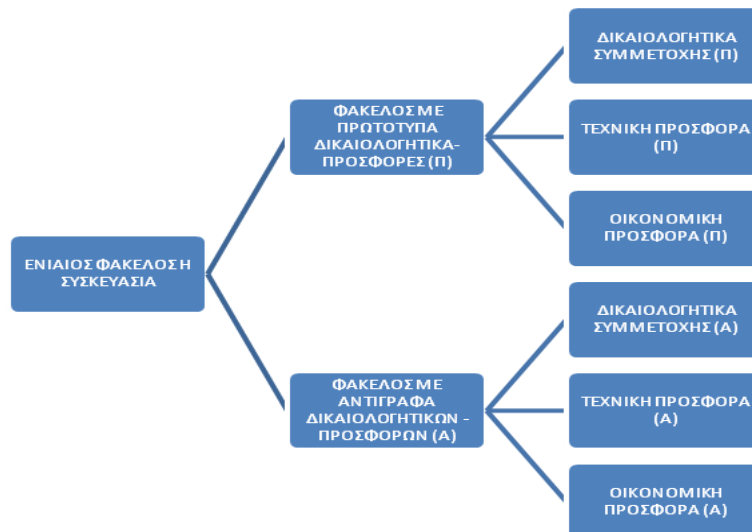 ΕΝΙΑΙΟΣ ΦΑΚΕΛΟΣ Η
ΣΥΣΚΕΥΑΣΙΑ
ΦΑΚΕΛΟΣ ΜΕ
ΠΡΩΤΟΤΥΠΑ
ΔΙΚΑΙΟΛΟΓΗΤΙΚΑ-
ΠΡΟΣΦΟΡΕΣ (Π)
ΔΙΚΑΙΟΛΟΓΗΤΙΚΑ
ΣΥΜΜΕΤΟΧΗΣ (Π)
ΤΕΧΝΙΚΗ ΠΡΟΣΦΟΡΑ
(Π)
ΟΙΚΟΝΟΜΙΚΗ
ΠΡΟΣΦΟΡΑ (Π)
ΦΑΚΕΛΟΣ ΜΕ
ΑΝΤΙΓΡΑΦΑ
ΔΙΚΑΙΟΛΟΓΗΤΙΚΩΝ –
ΠΡΟΣΦΟΡΩΝ (Α)
ΔΙΚΑΙΟΛΟΓΗΤΙΚΑ
ΣΥΜΜΕΤΟΧΗΣ (Α)
ΤΕΧΝΙΚΗ ΠΡΟΣΦΟΡΑ
(Α)
ΟΙΚΟΝΟΜΙΚΗ
ΠΡΟΣΦΟΡΑ (Α)